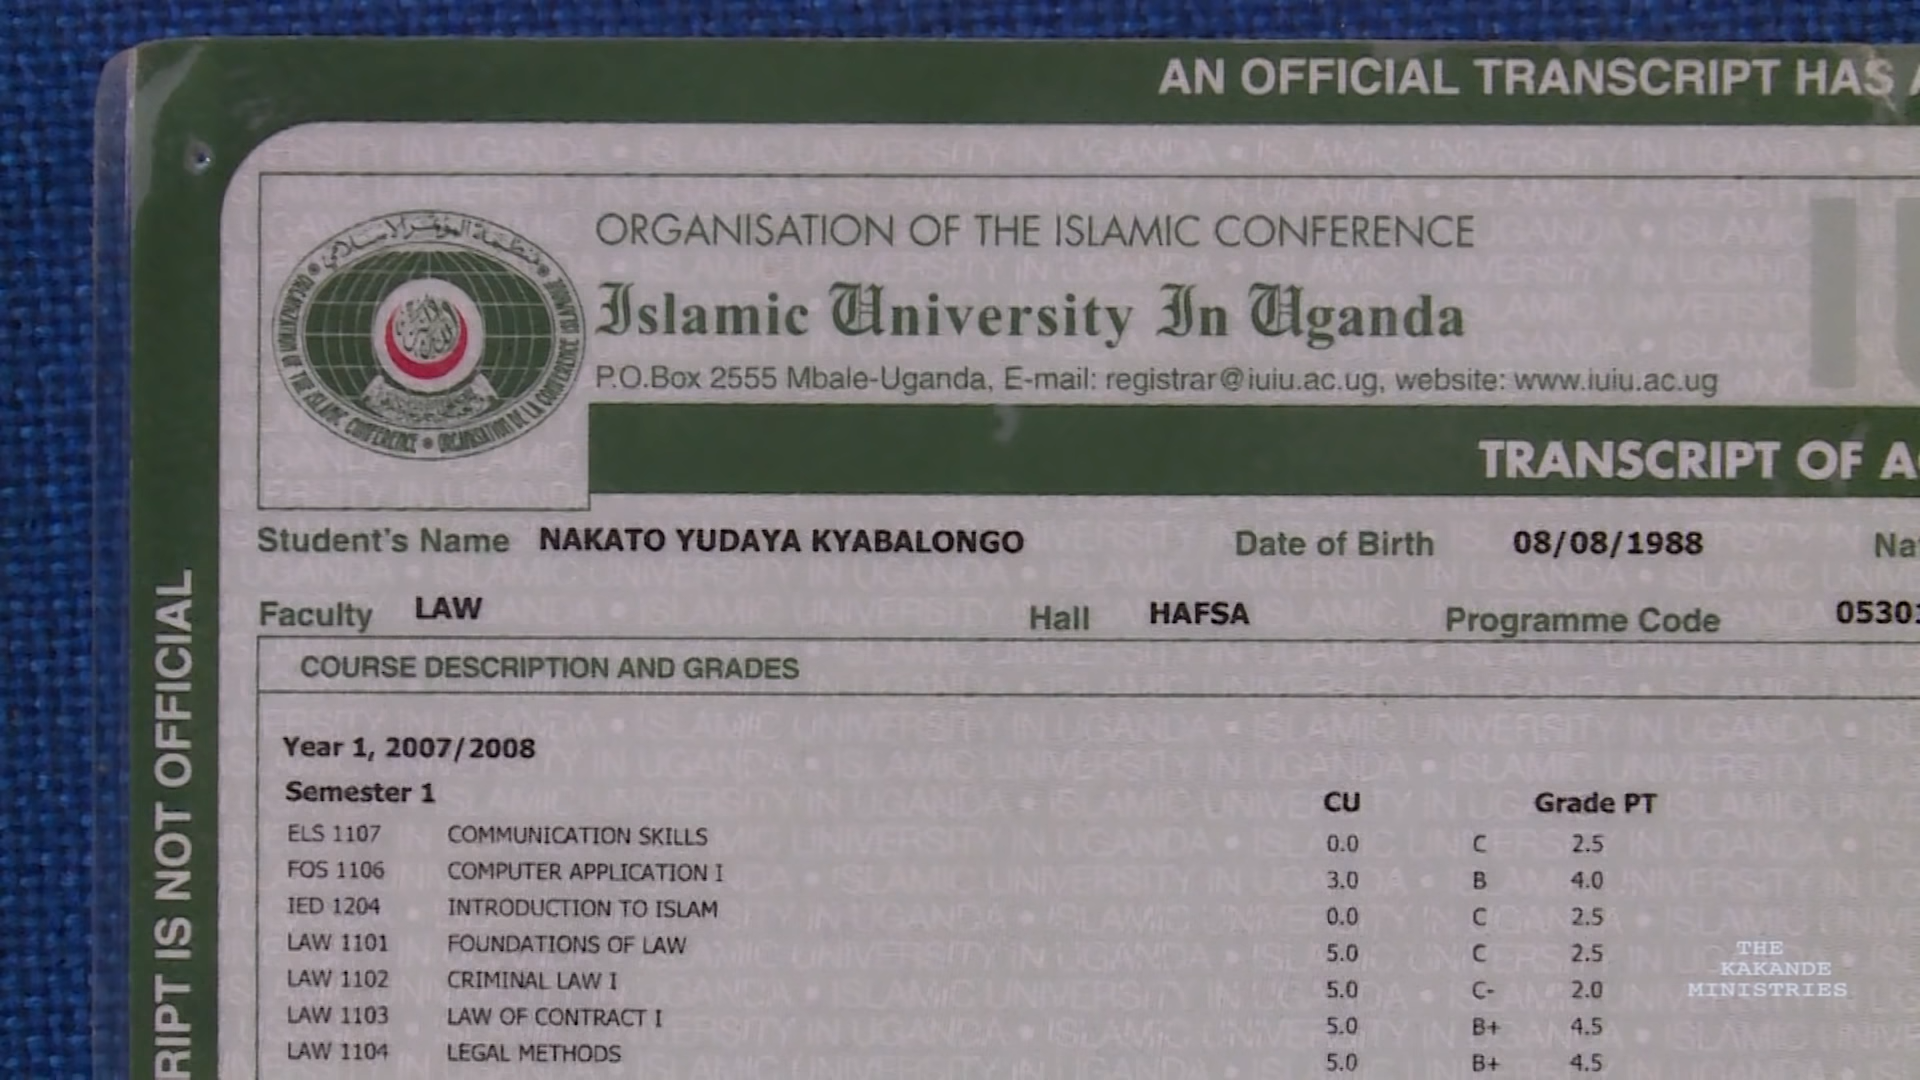 AN OFFICIAL TRANSCRIPT HAS
ORGANISATION OF THE ISLAMIC CONFERENCE
Islamic University In Uganda
P.O.Box 2555 Mbale-Uganda, E-mail: registrar@iuiu.ac.ug, website: www.iuiu.ac.ug
TRANSCRIPT OF
Student's Name NAKATO YUDAYA KYABALONGO Date of Birth 08/08/1988
Faculty LAW Hall HAFSA Programme Code 05301
COURSE DESCRIPTION AND GRADES
Year 1, 2007/2008
Semester 1 CU Grade PT
ELS 1107 COMMUNICATION SKILLS 0.0 C 2.5
FOS 1106 COMPUTER APPLICATION I 3.0 B 4.0
IED 1204 INTRODUCTION TO ISLAM 0.0 C 2.5
LAW 1101 FOUNDATIONS OF LAW 5.0 C 2.5
LAW 1102 CRIMINAL LAW I 5.0 C- 2.0
LAW 1103 LAW OF CONTRACT I 5.0 B+ 4.5
LAW 1104 LEGAL METHODS 5.0 B+ 4.5
RIPT IS NOT OFFICIAL
THE
KAKANDE
MINISTRIES